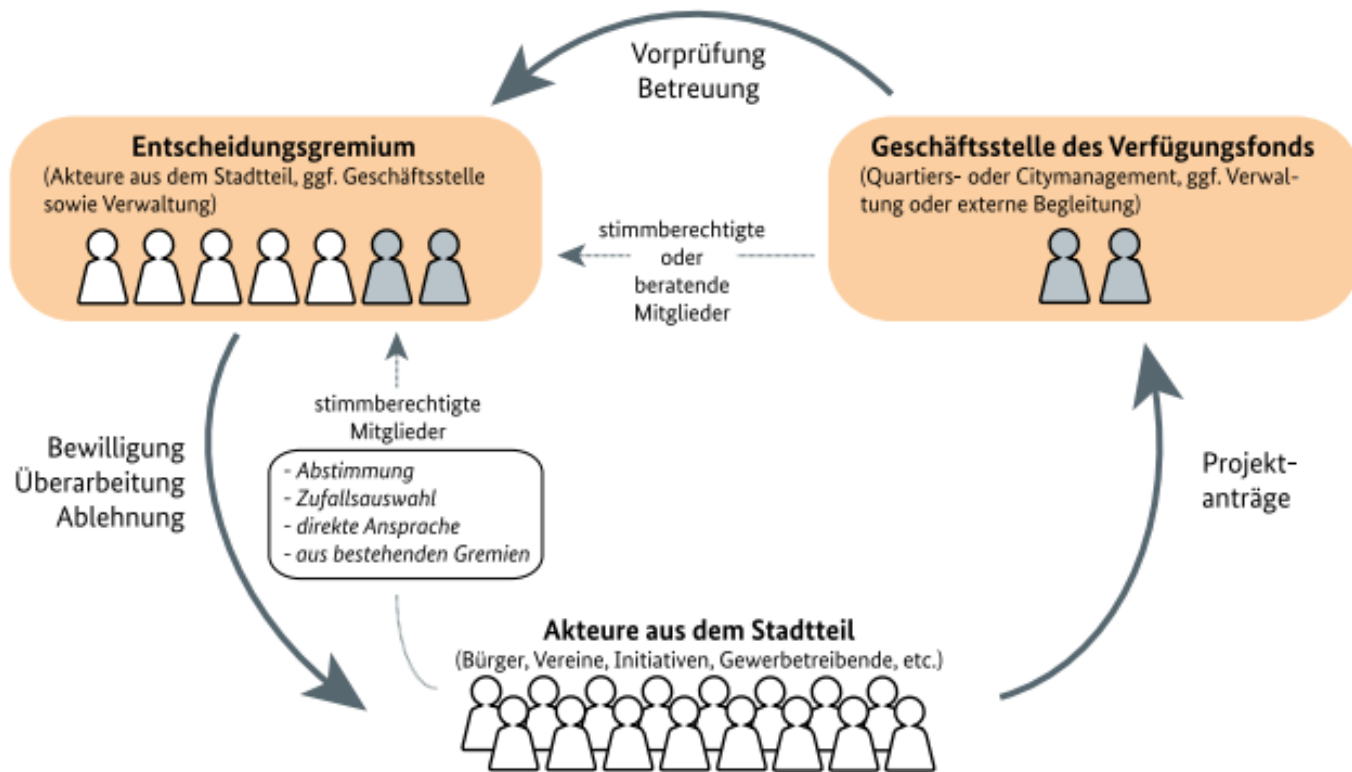 Vorprüfung
Betreuung
Entscheidungsgremium
(Akteure aus dem Stadtteil, ggf. Geschäftsstelle
sowie Verwaltung)
Geschäftsstelle des Verfügungsfonds
(Quartiers- oder Citymanagement, ggf. Verwal-
tung oder externe Begleitung)
stimmberechtigte
oder
beratende
Mitglieder
stimmberechtigte
Mitglieder
- Abstimmung
- Zufallsauswahl
- direkte Ansprache
- aus bestehenden Gremien
Bewilligung
Überarbeitung
Ablehnung
Projekt-
anträge
Akteure aus dem Stadtteil
(Bürger, Vereine, Initiativen, Gewerbetreibende, etc.)